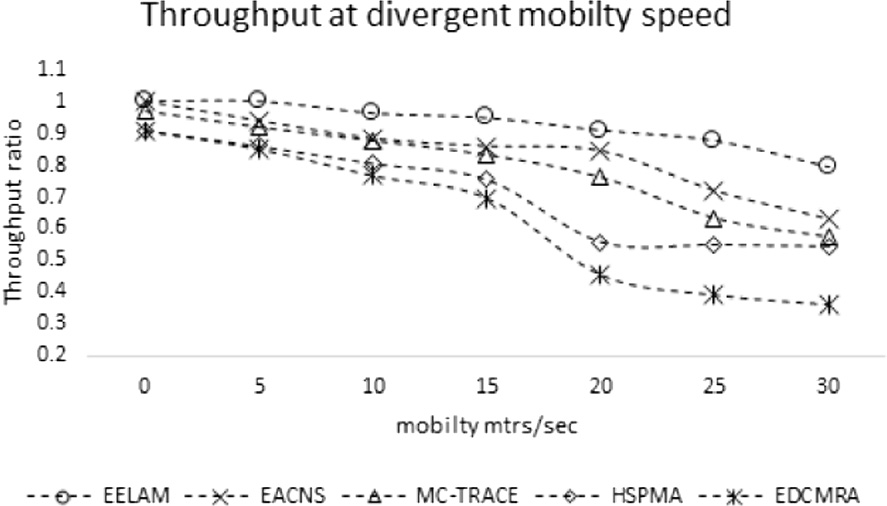 Throughput at divergent mobilty speed
Throughput ratio
1.1
1
0.9
0.8
0.7
0.6
0.5
0.4
0.3
0.2
0 5 10 15 20 25 30
mobilty mtrs/sec
EELAM EACNS MC-TRACE HSPMA EDCMRA